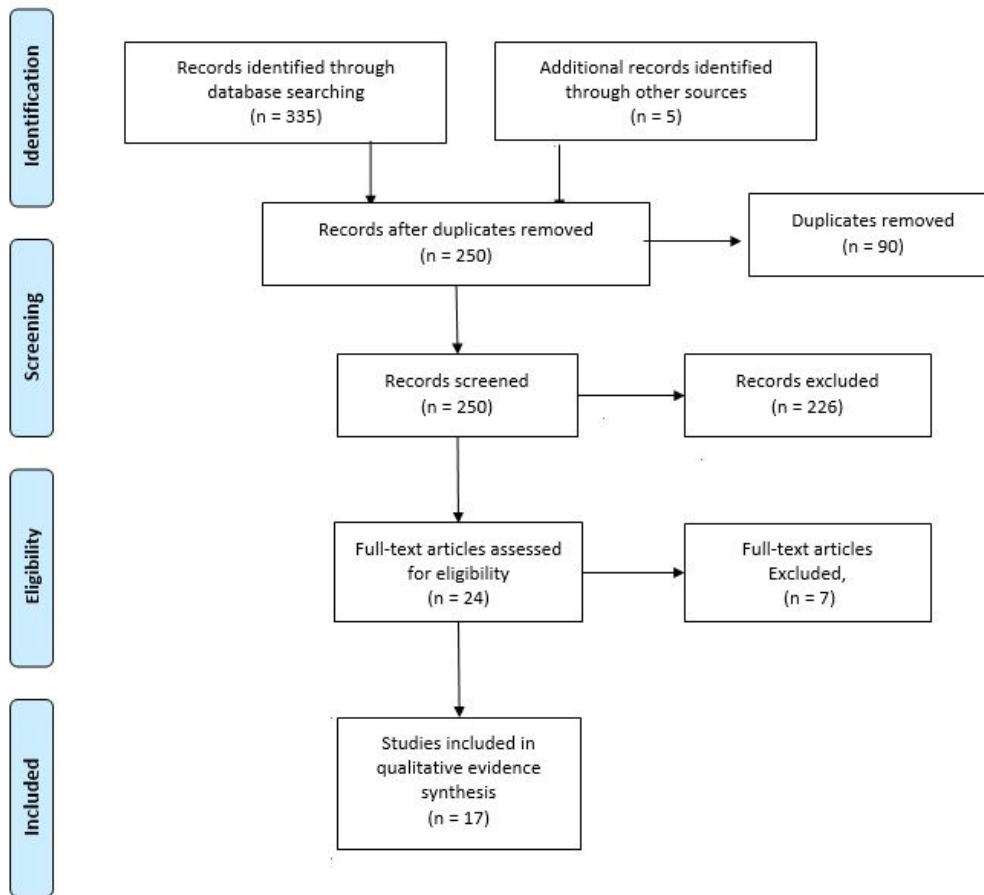 Identification
Records identified through
database searching
(n = 335)
Additional records identified
through other sources
(n = 5)
Records after duplicates removed
(n = 250)
Duplicates removed
(n = 90)
Screening
Records screened
(n = 250)
Records excluded
(n = 226)
Eligibility
Full-text articles assessed
for eligibility
(n = 24)
Full-text articles
Excluded,
(n = 7)
Included
Studies included in
qualitative evidence
synthesis
(n = 17)